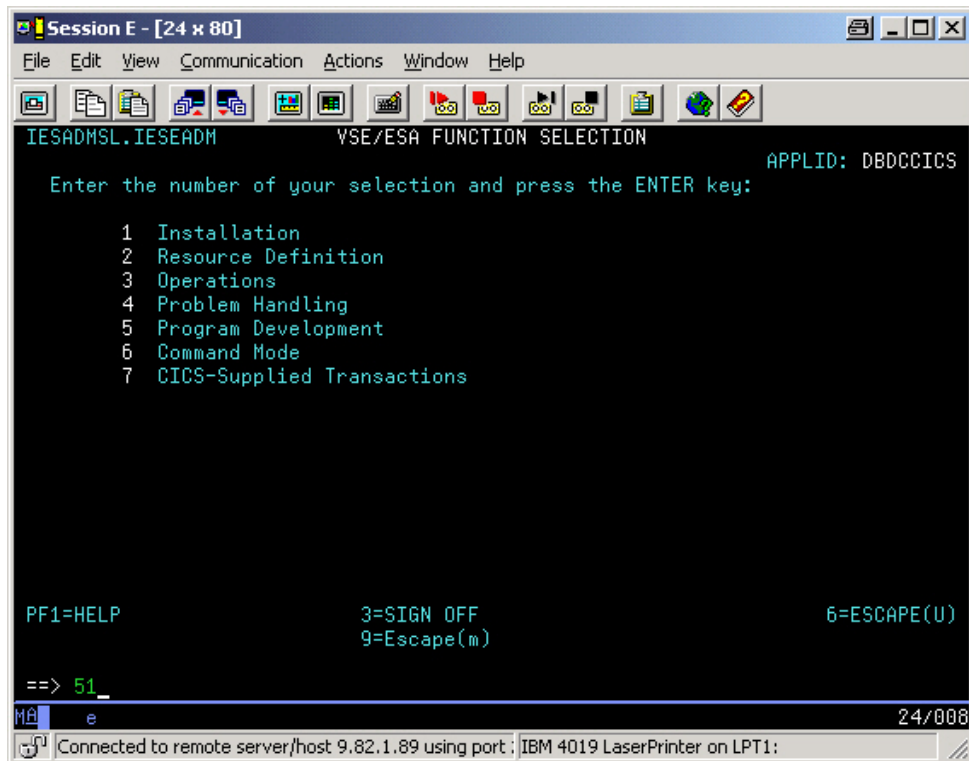 Session E - [24 x 80]
File Edit View Communication Actions Window Help
IESADMSL.IESEADM VSE/ESA FUNCTION SELECTION
APPLID: DBDCCICS
Enter the number of your selection and press the ENTER key:
1 Installation
2 Resource Definition
3 Operations
4 Problem Handling
5 Program Development
6 Command Mode
7 CICS-Supplied Transactions
PF1=HELP 3=SIGN OFF 6=ESCAPE(U)
9=Escape(m)
==> 51_
MA e 24/008
Connected to remote server/host 9.82.1.89 using port : IBM 4019 LaserPrinter on LPT1: